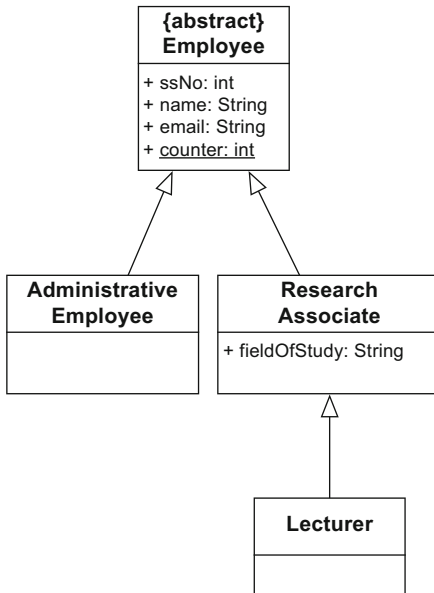 {abstract}
Employee
+ ssNo: int
+ name: String
+ email: String
+ counter: int
Administrative
Employee
Research
Associate
+ fieldOfStudy: String
Lecturer